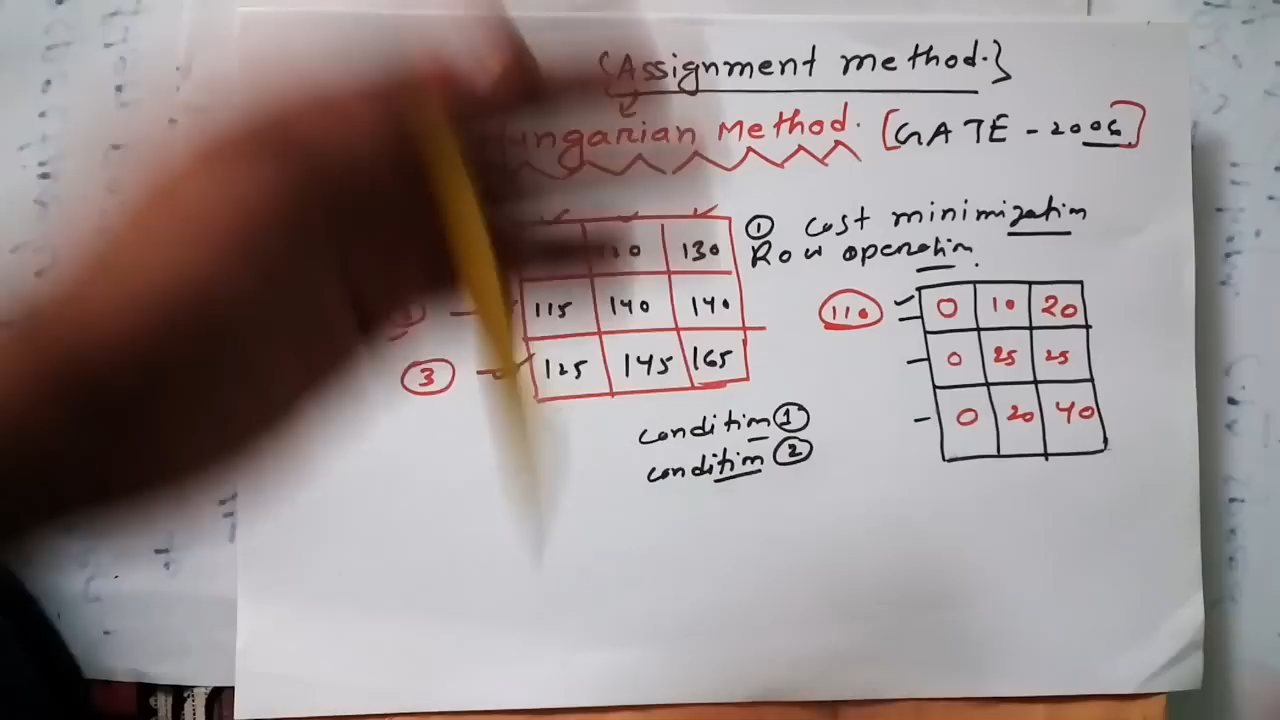 {Assignment method.}
Hungarian Method. [GATE - 2006]
130 ① cost minimization
Row operation.
115 140 140
110 0 10 20
③ 125 145 165
0 25 25
0 20 40
condition ①
condition ②